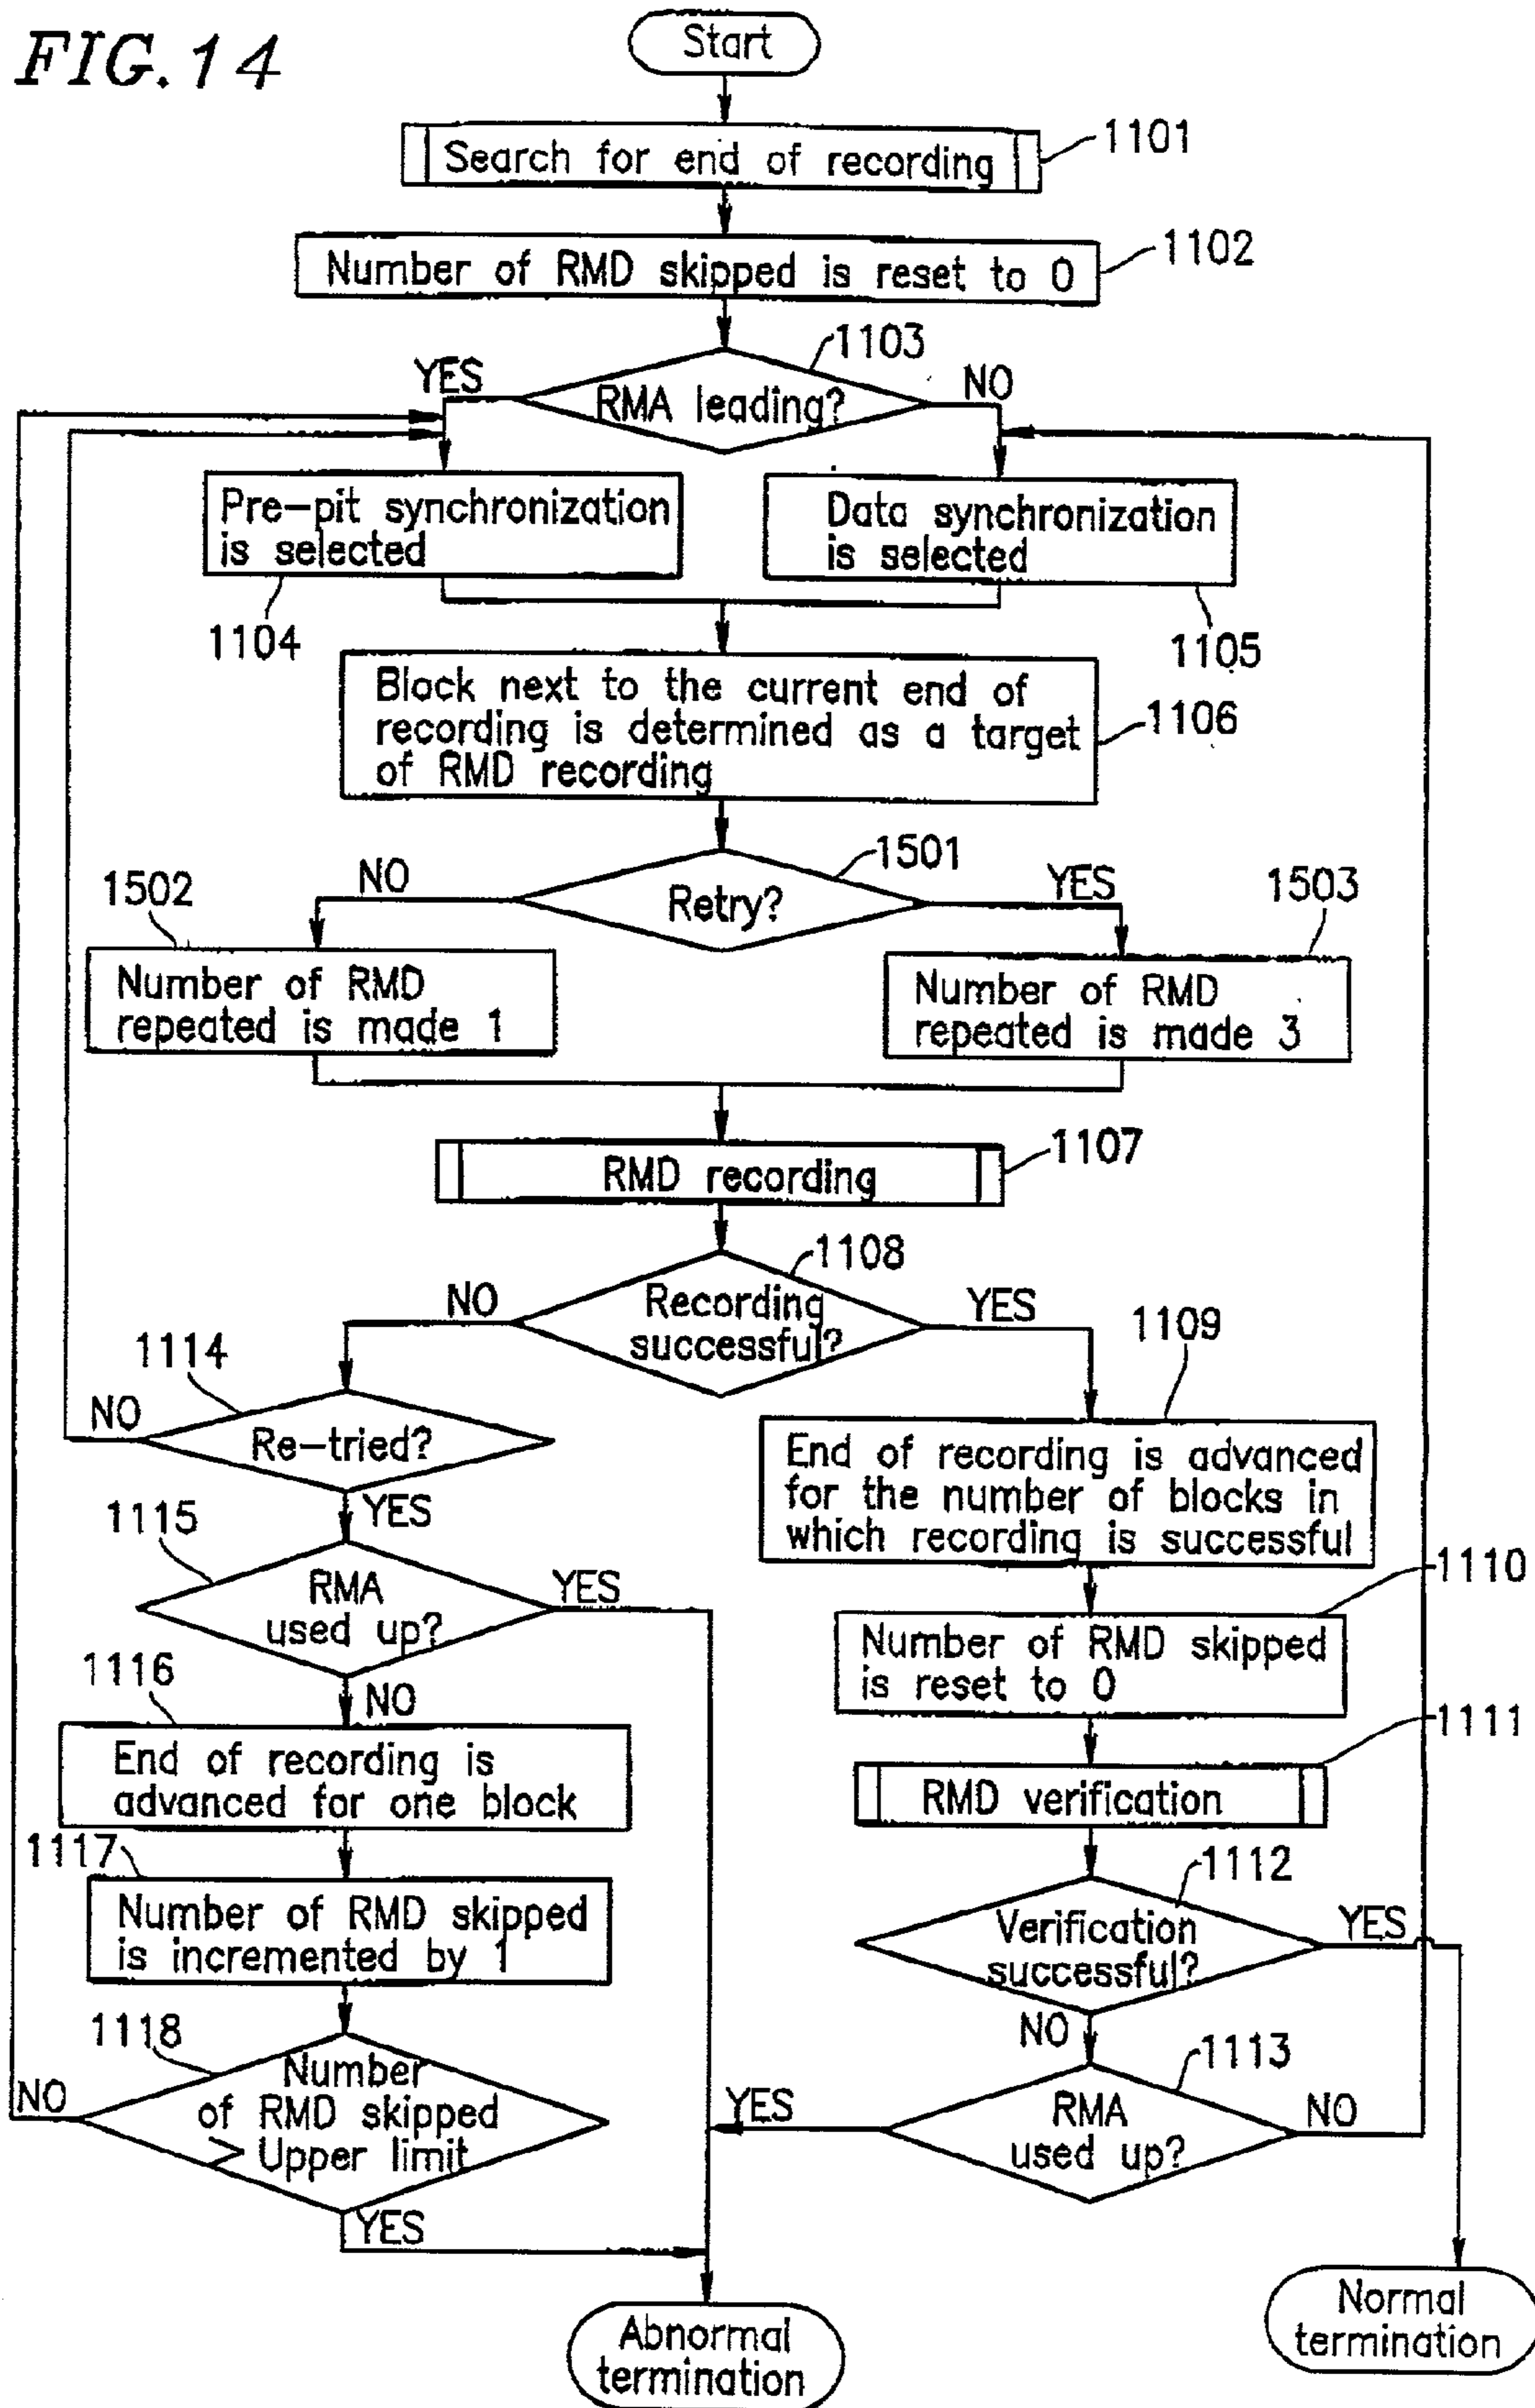 FIG. 14
Start
Search for end of recording
1101
Number of RMD skipped is reset to 0
1102
1103
YES
RMA leading?
NO
Pre-pit synchronization
is selected
Data synchronization
is selected
1104
1105
Block next to the current end of
recording is determined as a target
of RMD recording
1106
1501
1502
NO
Retry?
YES
1503
Number of RMD
repeated is made 1
Number of RMD
repeated is made 3
RMD recording
1107
1108
NO
Recording
successful?
YES
1109
1114
NO
Re-tried?
YES
End of recording is advanced
for the number of blocks in
which recording is successful
1115
RMA
used up?
YES
1110
Number of RMD skipped
is reset to 0
1116
NO
1111
End of recording is
advanced for one block
RMD verification
1117
1112
Number of RMD skipped
is incremented by 1
Verification
successful?
YES
1118
NO
1113
Number
of RMD skipped
> Upper limit
NO
YES
RMA
used up?
NO
YES
Abnormal
termination
Normal
termination